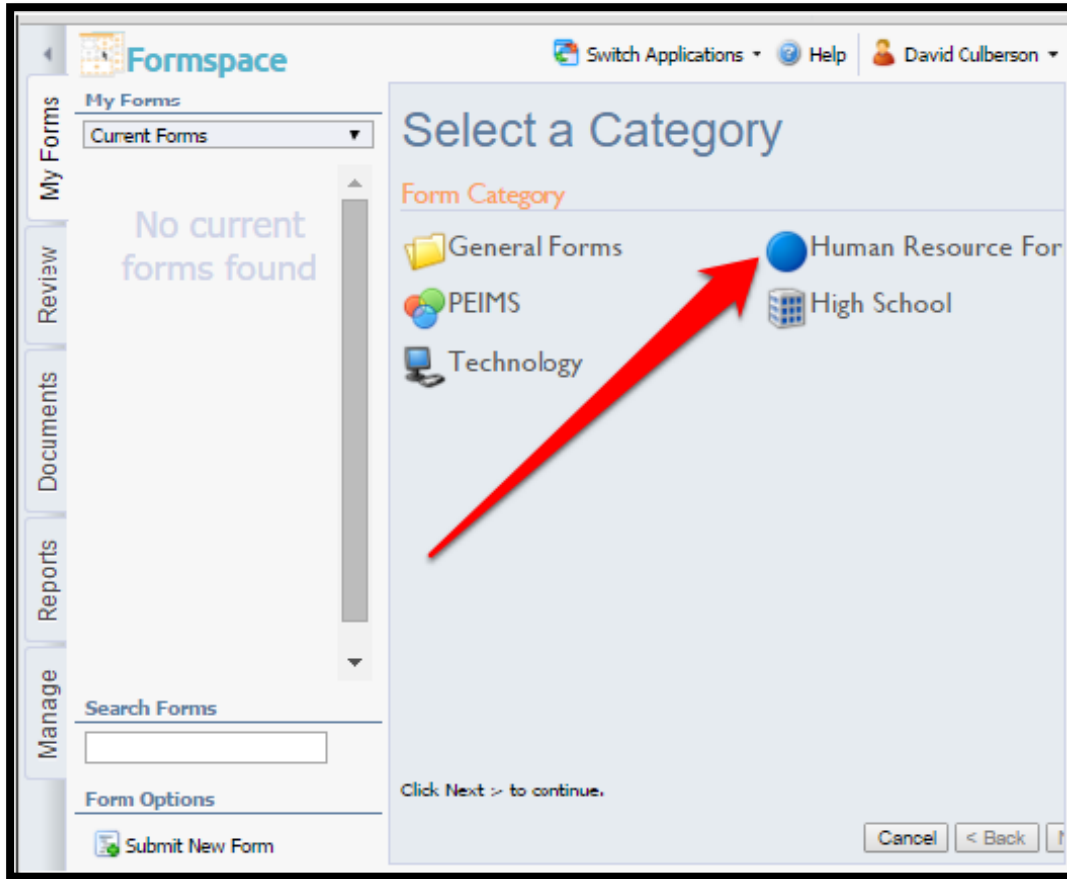 Formspace
Switch Applications
Help
David Culberson
My Forms
Review
Documents
Reports
Manage
My Forms
Current Forms
No current
forms found
Search Forms
Form Options
Submit New Form
Select a Category
Form Category
General Forms
Human Resource For
PEIMS
High School
Technology
Click Next :- to continue.
Cancel
< Back